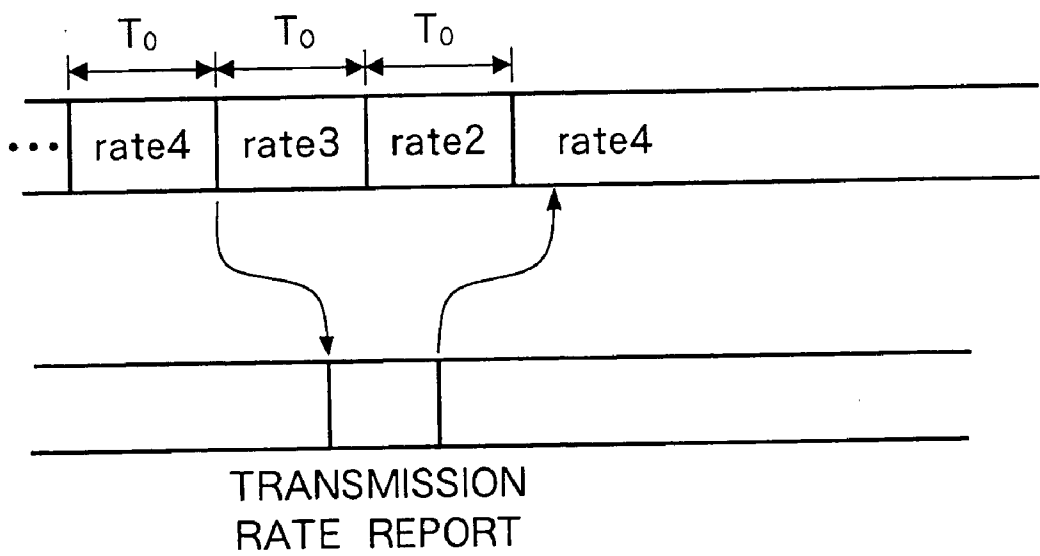 T₀ T₀ T₀
... rate4 rate3 rate2 rate4
TRANSMISSION
RATE REPORT